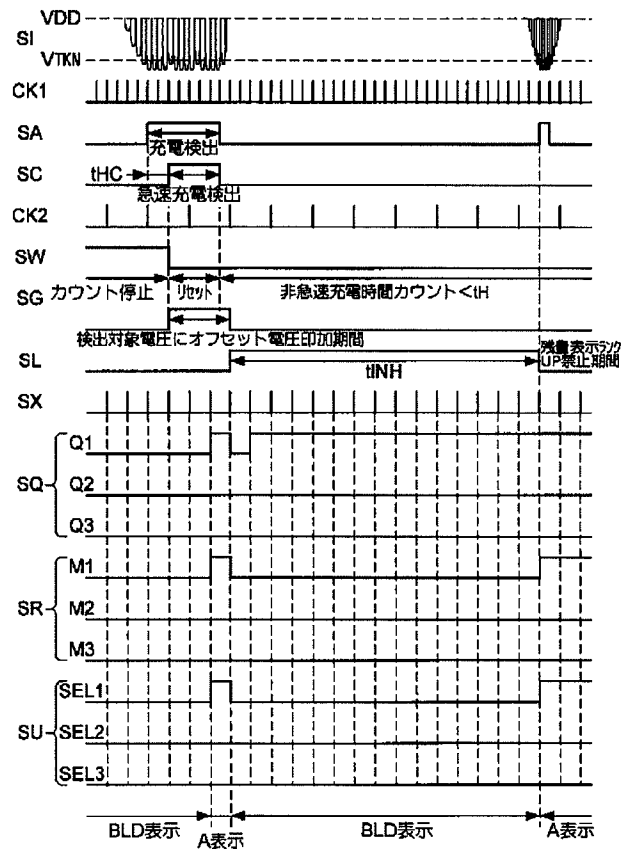 VDD
SI
VTKN
CK1
SA
充電検出
SC
tHC
急速充電検出
CK2
SW
カウント停止
リセット
非急速充電時間カウント<tH
SG
検出対象電圧にオフセット電圧印加期間
SL
tINH
残量表示ランク
UP禁止期間
SX
SQ
Q1
Q2
Q3
SR
M1
M2
M3
SU
SEL1
SEL2
SEL3
BLD表示
A表示
BLD表示
A表示